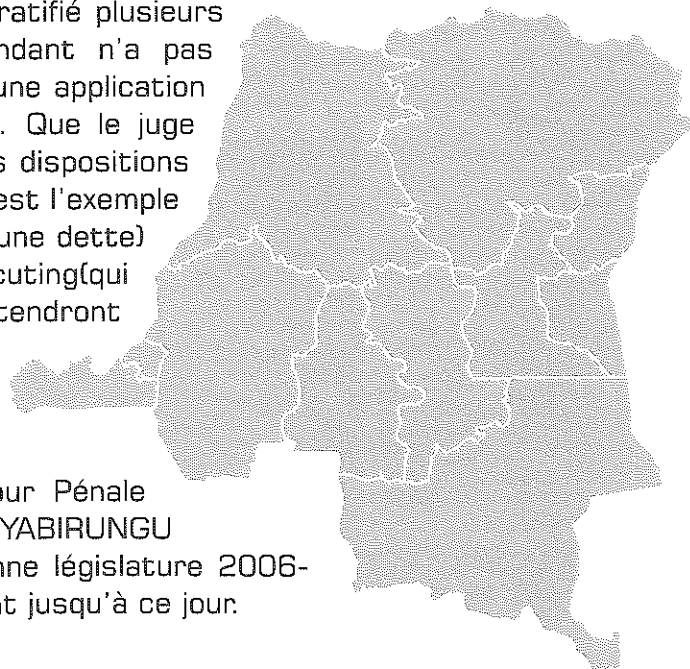 ratifié plusieurs
ndant n'a pas
une application
. Que le juge
s dispositions
est l'exemple
une dette)
cuting(qui
tendront
our Pénale
YABIRUNGU
nne législature 2006-
nt jusqu'à ce jour.